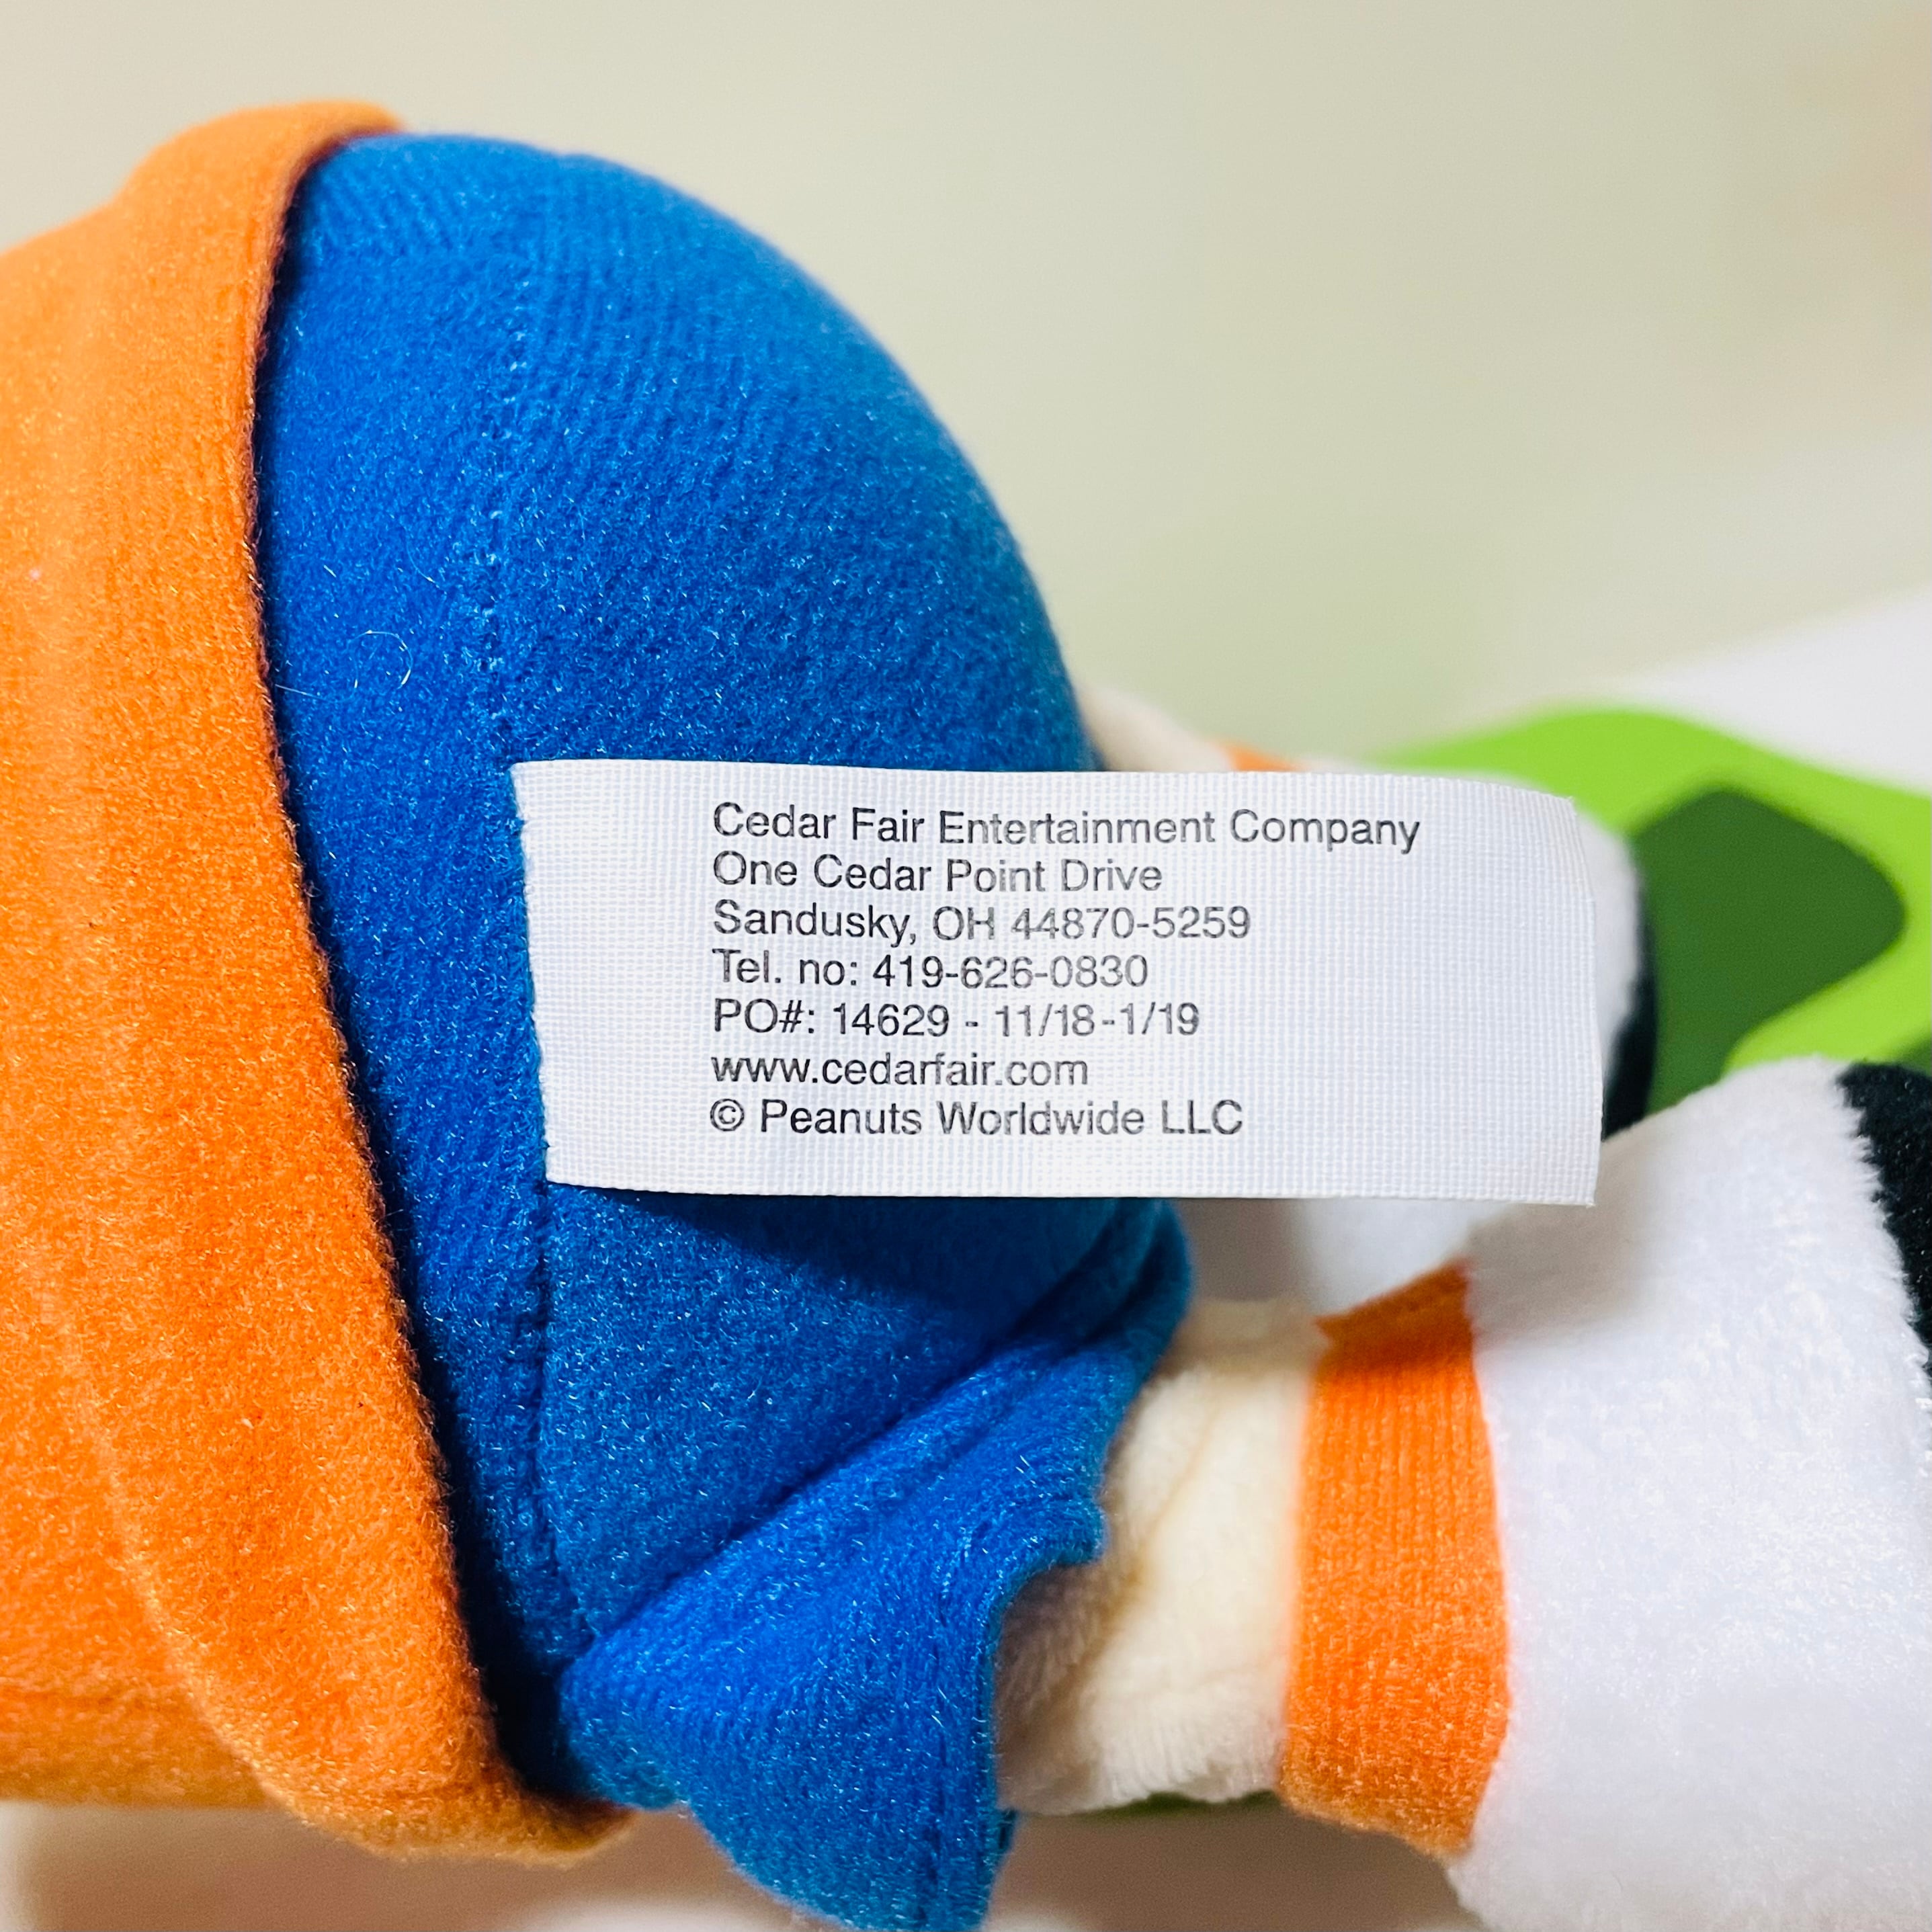 Cedar Fair Entertainment Company
One Cedar Point Drive
Sandusky, OH 44870-5259
Tel. no: 419-626-0830
PO#: 14629 - 11/18-1/19
www.cedarfair.com
© Peanuts Worldwide LLC